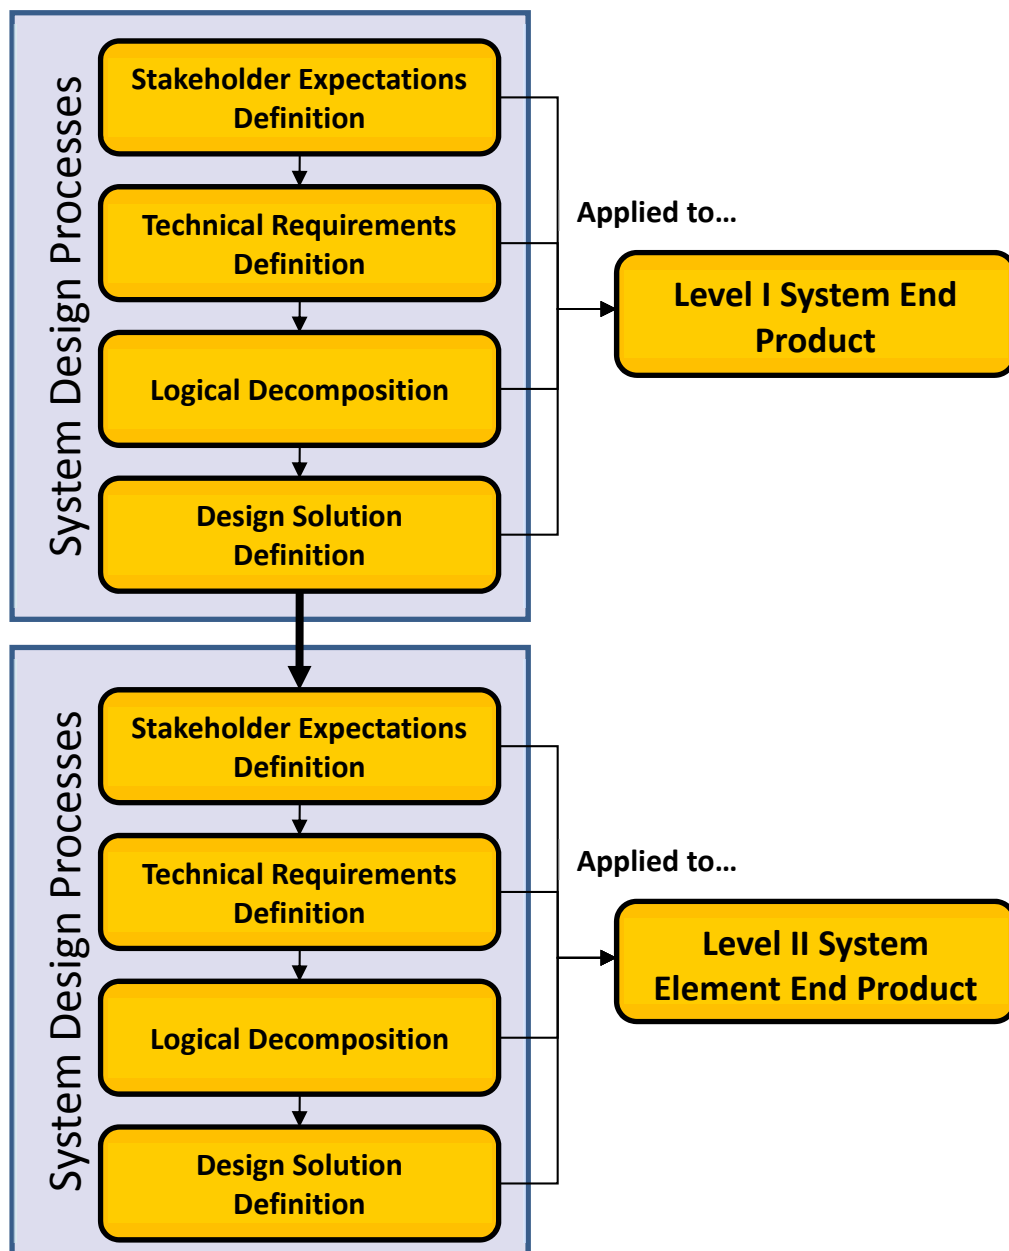 System Design Processes
Stakeholder Expectations
Definition
Technical Requirements
Definition
Logical Decomposition
Design Solution
Definition
Applied to…
Level I System End
Product
System Design Processes
Stakeholder Expectations
Definition
Technical Requirements
Definition
Logical Decomposition
Design Solution
Definition
Applied to…
Level II System
Element End Product